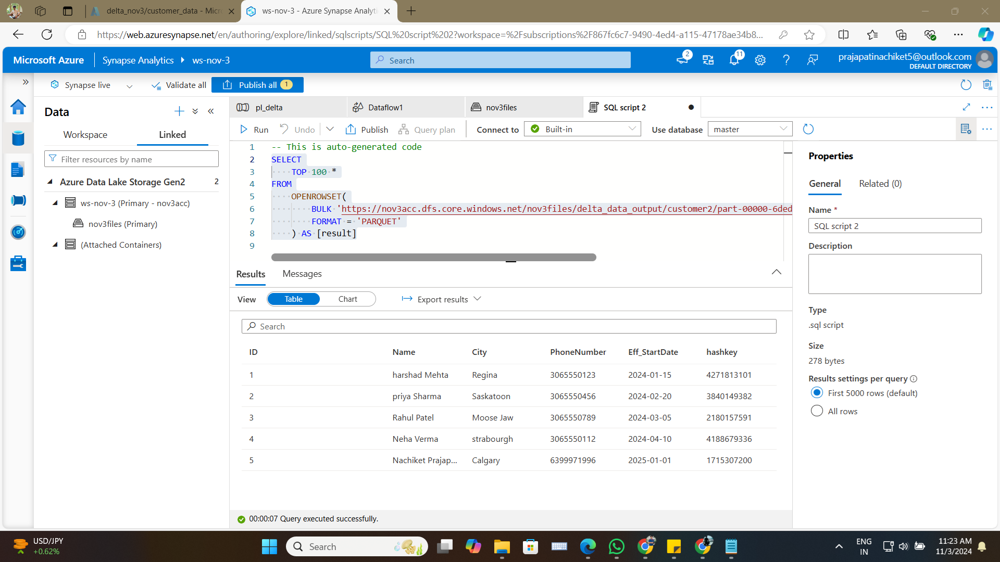 delta_nov3/customer_data - Micr
ws-nov-3 - Azure Synapse Analyti
https://web.azuresynapse.net/en/authoring/explore/linked/sqlscripts/SQL%20script%202?workspace=%2Fsubscriptions%2F867fc6c7-9490-4ed4-a115-47178ae34b8...
Microsoft Azure
Synapse Analytics
ws-nov-3
Search
2
11
prajapatinachiket5@outlook.com
DEFAULT DIRECTORY
Synapse live
Validate all
Publish all 1
Data
Workspace
Linked
Filter resources by name
Azure Data Lake Storage Gen2 2
ws-nov-3 (Primary - nov3acc)
nov3files (Primary)
(Attached Containers)
pl_delta
Dataflow1
nov3files
SQL script 2
Run
Undo
Publish
Query plan
Connect to
Built-in
Use database
master
1 -- This is auto-generated code
2 SELECT
3 ····TOP·100·*
4 FROM
5 ····OPENROWSET(
6 ········BULK·'https://nov3acc.dfs.core.windows.net/nov3files/delta_data_output/customer2/part-00000-6ded
7 ········FORMAT·=·'PARQUET'
8 ····)·AS·[result]
9
Results
Messages
View
Table
Chart
Export results
Search
ID Name City PhoneNumber Eff_StartDate hashkey
1 harshad Mehta Regina 3065550123 2024-01-15 4271813101
2 priya Sharma Saskatoon 3065550456 2024-02-20 3840149382
3 Rahul Patel Moose Jaw 3065550789 2024-03-05 2180157591
4 Neha Verma strabourgh 3065550112 2024-04-10 4188679336
5 Nachiket Prajap... Calgary 6399971996 2025-01-01 1715307200
00:00:07 Query executed successfully.
Properties
General
Related (0)
Name *
SQL script 2
Description
Type
.sql script
Size
278 bytes
Results settings per query
First 5000 rows (default)
All rows
USD/JPY
+0.62%
Search
ENG
IN
11:23 AM
11/3/2024